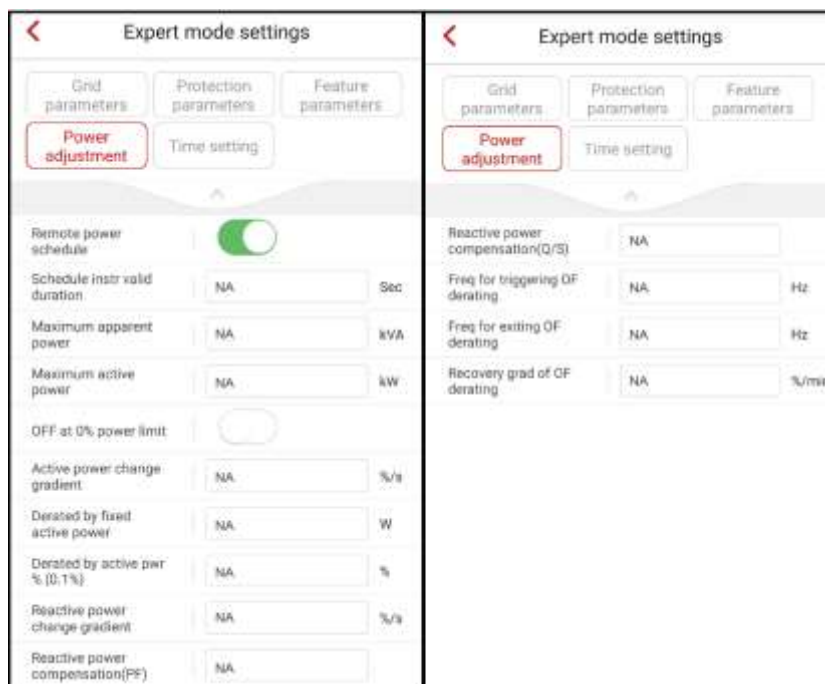 Expert mode settings
Grid parameters
Protection parameters
Feature parameters
Power adjustment
Time setting
Remote power schedule
Schedule instr valid duration
NA
Sec
Maximum apparent power
NA
kVA
Maximum active power
NA
kW
OFF at 0% power limit
Active power change gradient
NA
%/s
Derated by fixed active power
NA
W
Derated by active pwr % (0.1%)
NA
%
Reactive power change gradient
NA
%/s
Reactive power compensation(PF)
NA
Expert mode settings
Grid parameters
Protection parameters
Feature parameters
Power adjustment
Time setting
Reactive power compensation(Q/S)
NA
Freq for triggering OF derating
NA
Hz
Freq for exiting OF derating
NA
Hz
Recovery grad of OF derating
NA
%/min